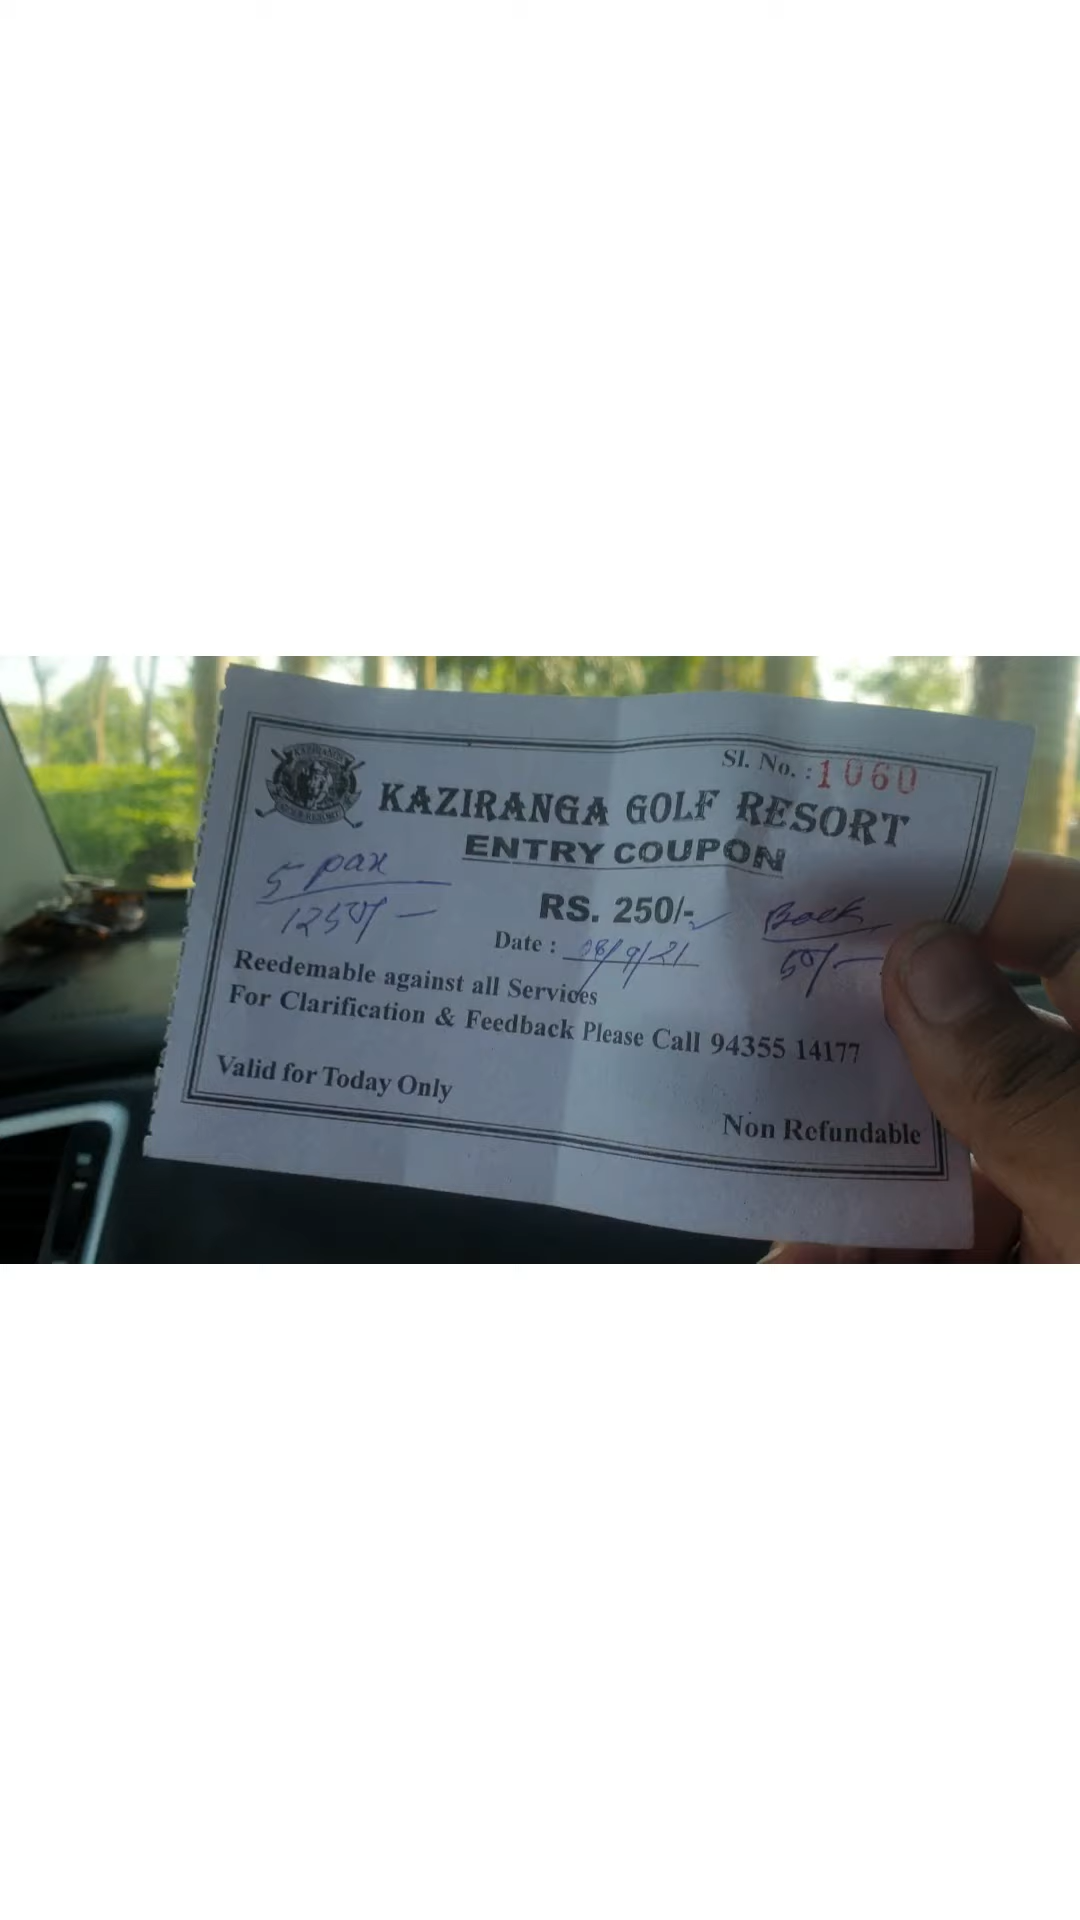 Sl. No. : 1060
KAZIRANGA GOLF RESORT
ENTRY COUPON
5 pax
1250/-
RS. 250/-
Back
50/-
Date : 08/9/21
Reedemable against all Services
For Clarification & Feedback Please Call 94355 14177
Valid for Today Only
Non Refundable